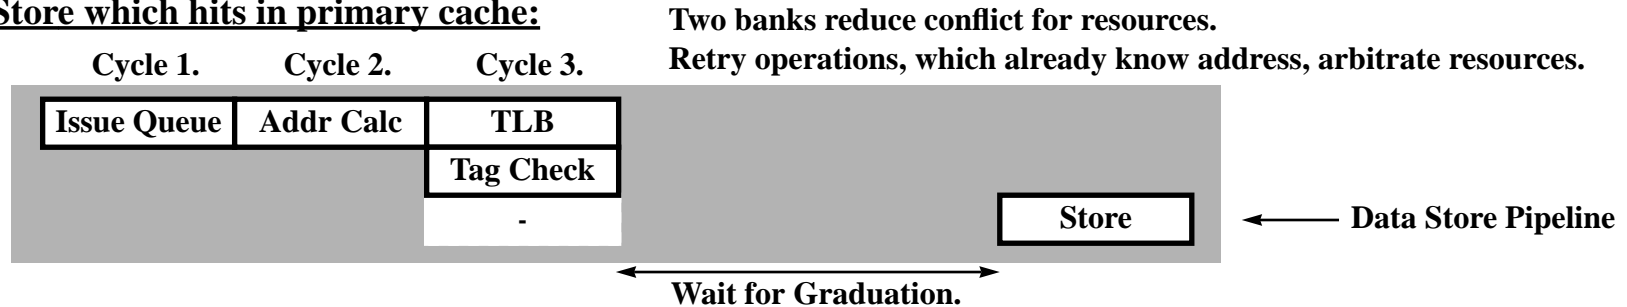 Store which hits in primary cache:
Two banks reduce conflict for resources.
Retry operations, which already know address, arbitrate resources.
Cycle 1. Cycle 2. Cycle 3.
Issue Queue Addr Calc TLB
Tag Check
- Store Data Store Pipeline
Wait for Graduation.